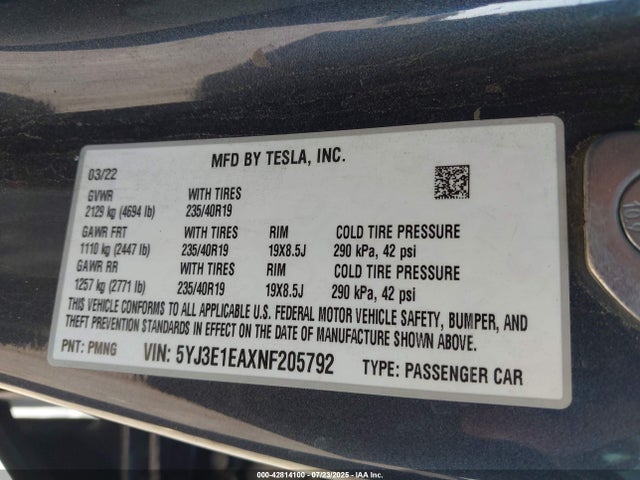 MFD BY TESLA, INC.
03/22
GVWR WITH TIRES
2129 kg (4694 lb) 235/40R19
GAWR FRT WITH TIRES RIM COLD TIRE PRESSURE
1110 kg (2447 lb) 235/40R19 19X8.5J 290 kPa, 42 psi
GAWR RR WITH TIRES RIM COLD TIRE PRESSURE
1257 kg (2771 lb) 235/40R19 19X8.5J 290 kPa, 42 psi
THIS VEHICLE CONFORMS TO ALL APPLICABLE U.S. FEDERAL MOTOR VEHICLE SAFETY, BUMPER, AND
THEFT PREVENTION STANDARDS IN EFFECT ON THE DATE OF MANUFACTURE SHOWN ABOVE.
PNT: PMNG VIN: 5YJ3E1EAXNF205792 TYPE: PASSENGER CAR
000-42814100 - 07/23/2025 - IAA Inc.